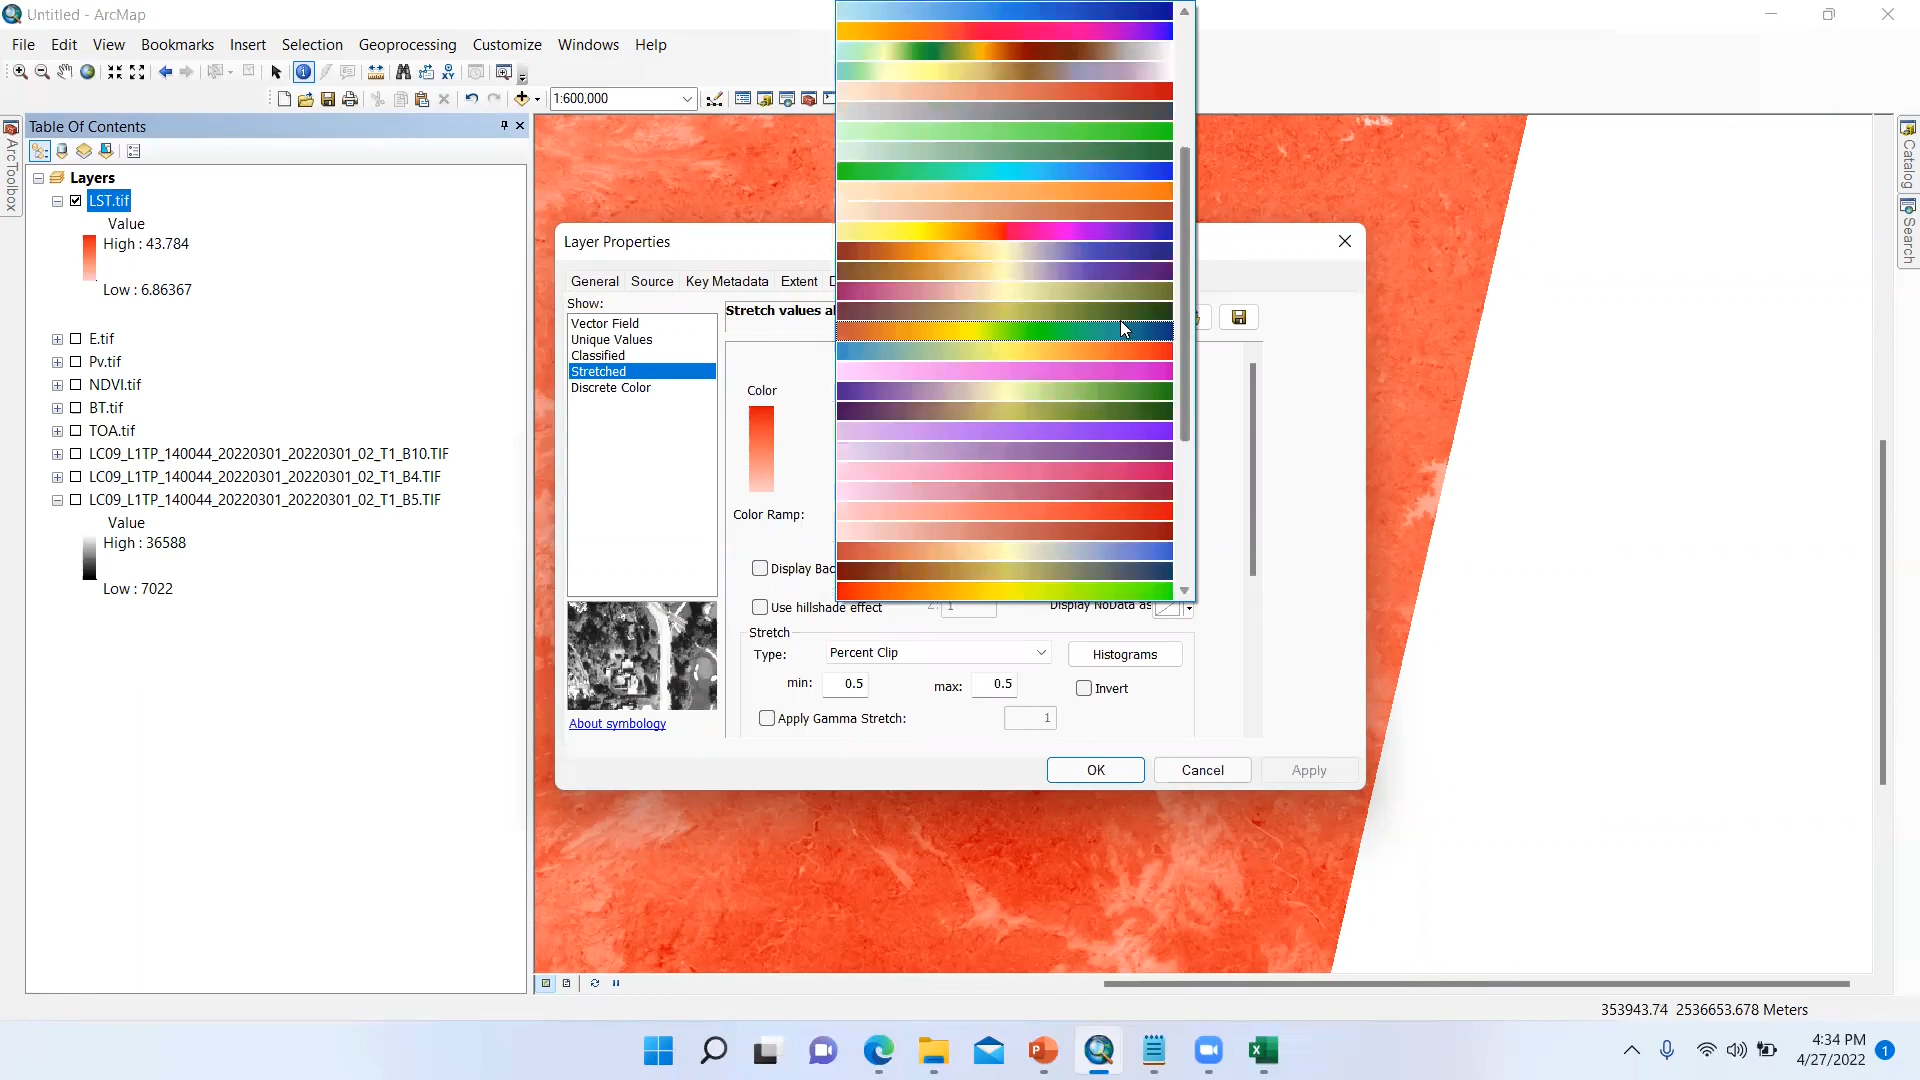 Untitled - ArcMap
File Edit View Bookmarks Insert Selection Geoprocessing Customize Windows Help
1:600,000
ArcToolbox
Table Of Contents
Layers
LST.tif
Value
High : 43.784
Low : 6.86367
E.tif
Pv.tif
NDVI.tif
BT.tif
TOA.tif
LC09_L1TP_140044_20220301_20220301_02_T1_B10.TIF
LC09_L1TP_140044_20220301_20220301_02_T1_B4.TIF
LC09_L1TP_140044_20220301_20220301_02_T1_B5.TIF
Value
High : 36588
Low : 7022
Layer Properties
General Source Key Metadata Extent D
Show:
Vector Field
Unique Values
Classified
Stretched
Discrete Color
About symbology
Stretch values al
Color
Color Ramp:
Display Bac
Use hillshade effect Z: 1 Display NoData as
Stretch
Type: Percent Clip Histograms
min: 0.5 max: 0.5 Invert
Apply Gamma Stretch: 1
OK Cancel Apply
Catalog
Search
353943.74 2536653.678 Meters
4:34 PM
4/27/2022
1